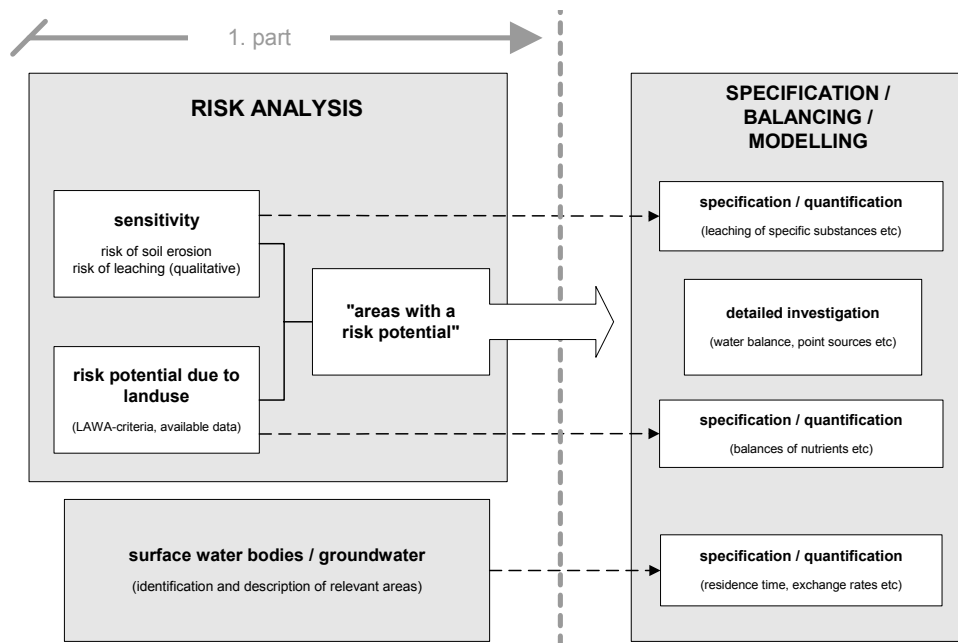 1. part
RISK ANALYSIS
sensitivity
risk of soil erosion
risk of leaching (qualitative)
"areas with a
risk potential"
risk potential due to
landuse
(LAWA-criteria, available data)
surface water bodies / groundwater
(identification and description of relevant areas)
SPECIFICATION /
BALANCING /
MODELLING
specification / quantification
(leaching of specific substances etc)
detailed investigation
(water balance, point sources etc)
specification / quantification
(balances of nutrients etc)
specification / quantification
(residence time, exchange rates etc)